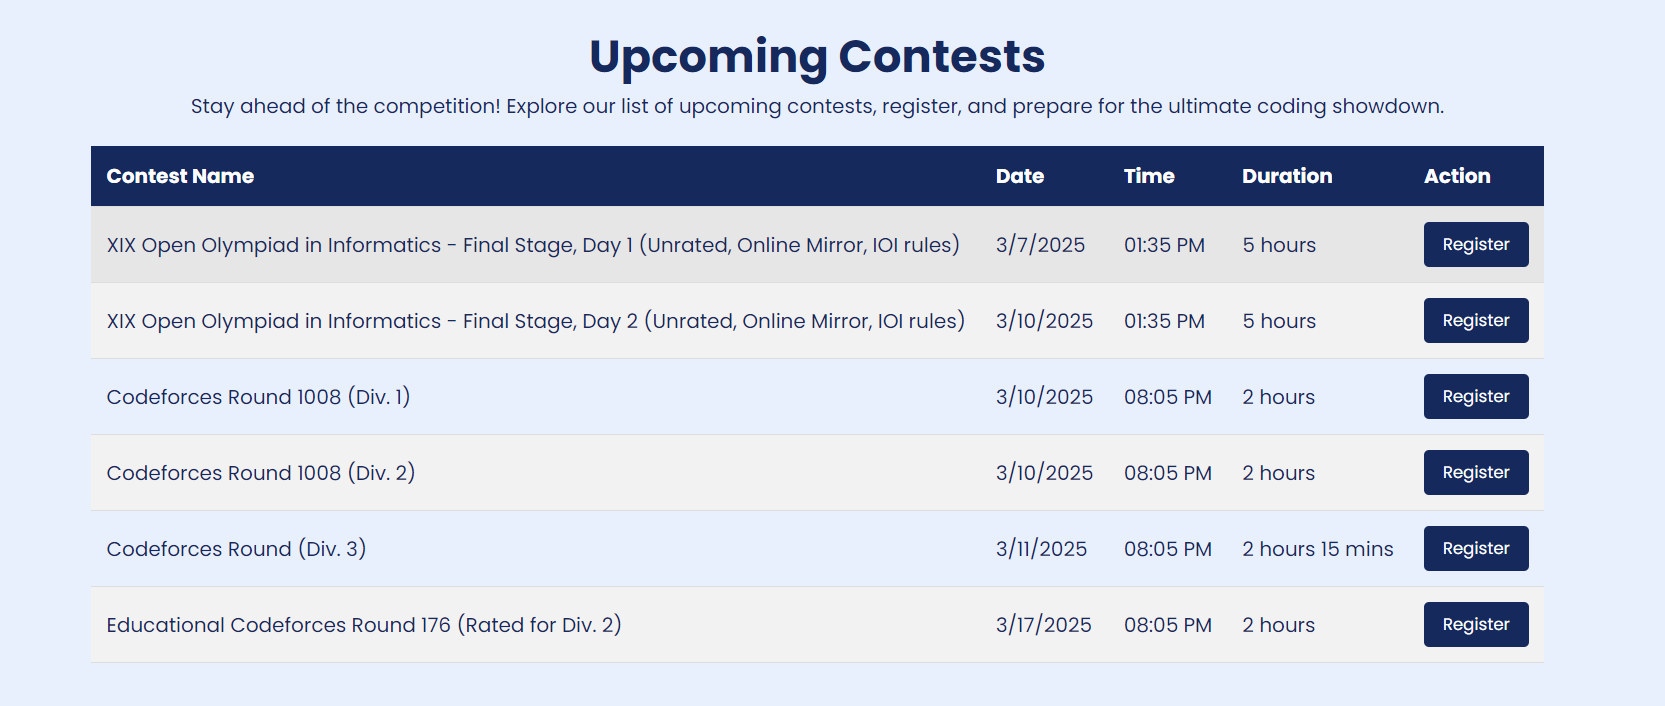 Upcoming Contests
Stay ahead of the competition! Explore our list of upcoming contests, register, and prepare for the ultimate coding showdown.
Contest Name Date Time Duration Action
XIX Open Olympiad in Informatics - Final Stage, Day 1 (Unrated, Online Mirror, IOI rules) 3/7/2025 01:35 PM 5 hours Register
XIX Open Olympiad in Informatics - Final Stage, Day 2 (Unrated, Online Mirror, IOI rules) 3/10/2025 01:35 PM 5 hours Register
Codeforces Round 1008 (Div. 1) 3/10/2025 08:05 PM 2 hours Register
Codeforces Round 1008 (Div. 2) 3/10/2025 08:05 PM 2 hours Register
Codeforces Round (Div. 3) 3/11/2025 08:05 PM 2 hours 15 mins Register
Educational Codeforces Round 176 (Rated for Div. 2) 3/17/2025 08:05 PM 2 hours Register